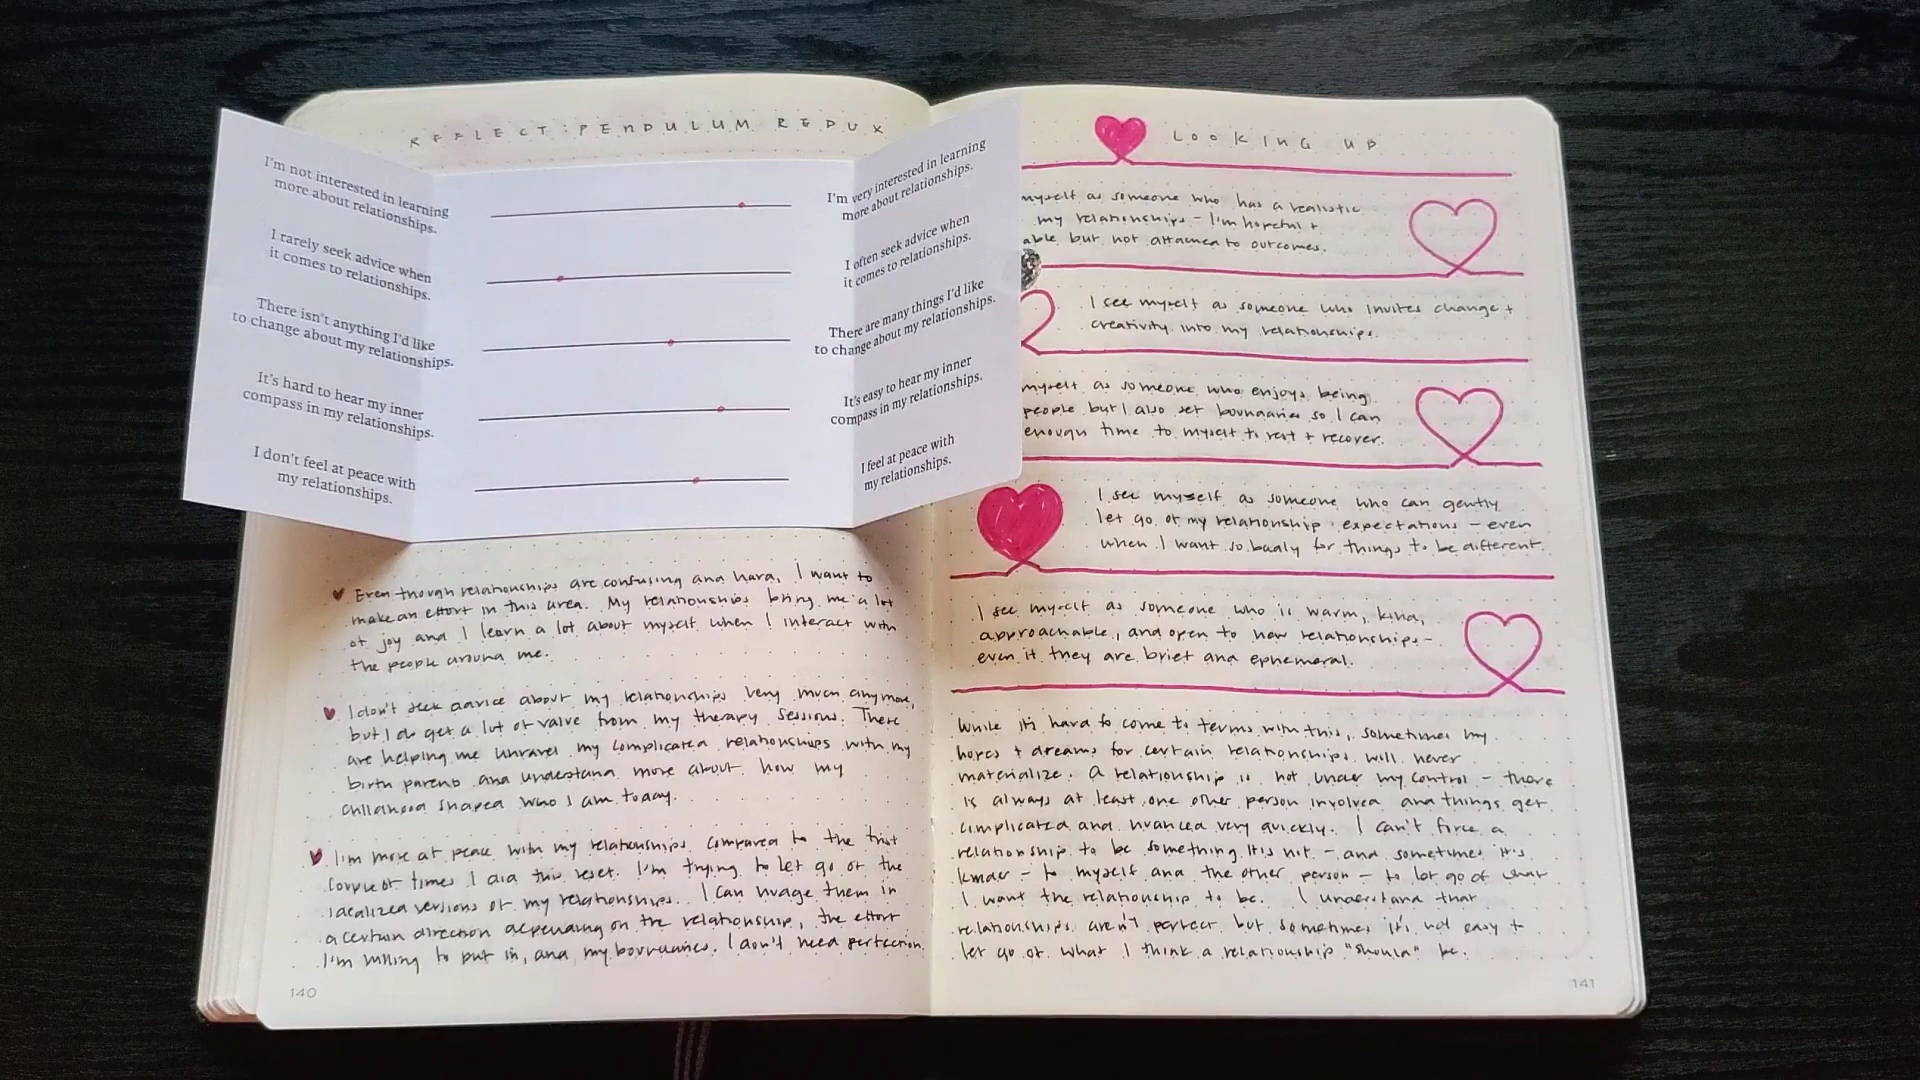 REFLECT: PENDULUM REDUX
I'm not interested in learning
more about relationships.
I'm very interested in learning
more about relationships.
I rarely seek advice when
it comes to relationships.
I often seek advice when
it comes to relationships.
There isn't anything I'd like
to change about my relationships.
There are many things I'd like
to change about my relationships.
It's hard to hear my inner
compass in my relationships.
It's easy to hear my inner
compass in my relationships.
I don't feel at peace with
my relationships.
I feel at peace with
my relationships.
Even though relationships are confusing and hard, I want to
make an effort in this area. My relationships bring me a lot
of joy and I learn a lot about myself when I interact with
the people around me.
I don't seek advice about my relationships very much anymore,
but I do get a lot of value from my therapy sessions. There
are helping me unravel my complicated relationships with my
birth parents and understand more about how my
childhood shaped who I am today.
I'm more at peace with my relationships compared to the first
couple of times I did this reset. I'm trying to let go of the
idealized versions of my relationships. I can nudge them in
a certain direction depending on the relationship, the effort
I'm willing to put in, and my boundaries. I don't need perfection.
140
LOOKING UP
myself as someone who has a realistic
my relationships - I'm hopeful +
able but not attached to outcomes.
I see myself as someone who invites change +
creativity into my relationships.
myself as someone who enjoys being
people but I also set boundaries so I can
enough time to myself to rest + recover.
I see myself as someone who can gently
let go of my relationship expectations - even
when I want so badly for things to be different.
I see myself as someone who is warm, kind,
approachable, and open to new relationships -
even if they are brief and ephemeral.
While it's hard to come to terms with this, sometimes my
hopes + dreams for certain relationships will never
materialize. A relationship is not under my control - there
is always at least one other person involved and things get
complicated and nuanced very quickly. I can't force a
relationship to be something it's not - and sometimes it's
kinder - to myself and the other person - to let go of what
I want the relationship to be. I understand that
relationships aren't perfect but sometimes it's not easy to
let go of what I think a relationship "should" be.
141